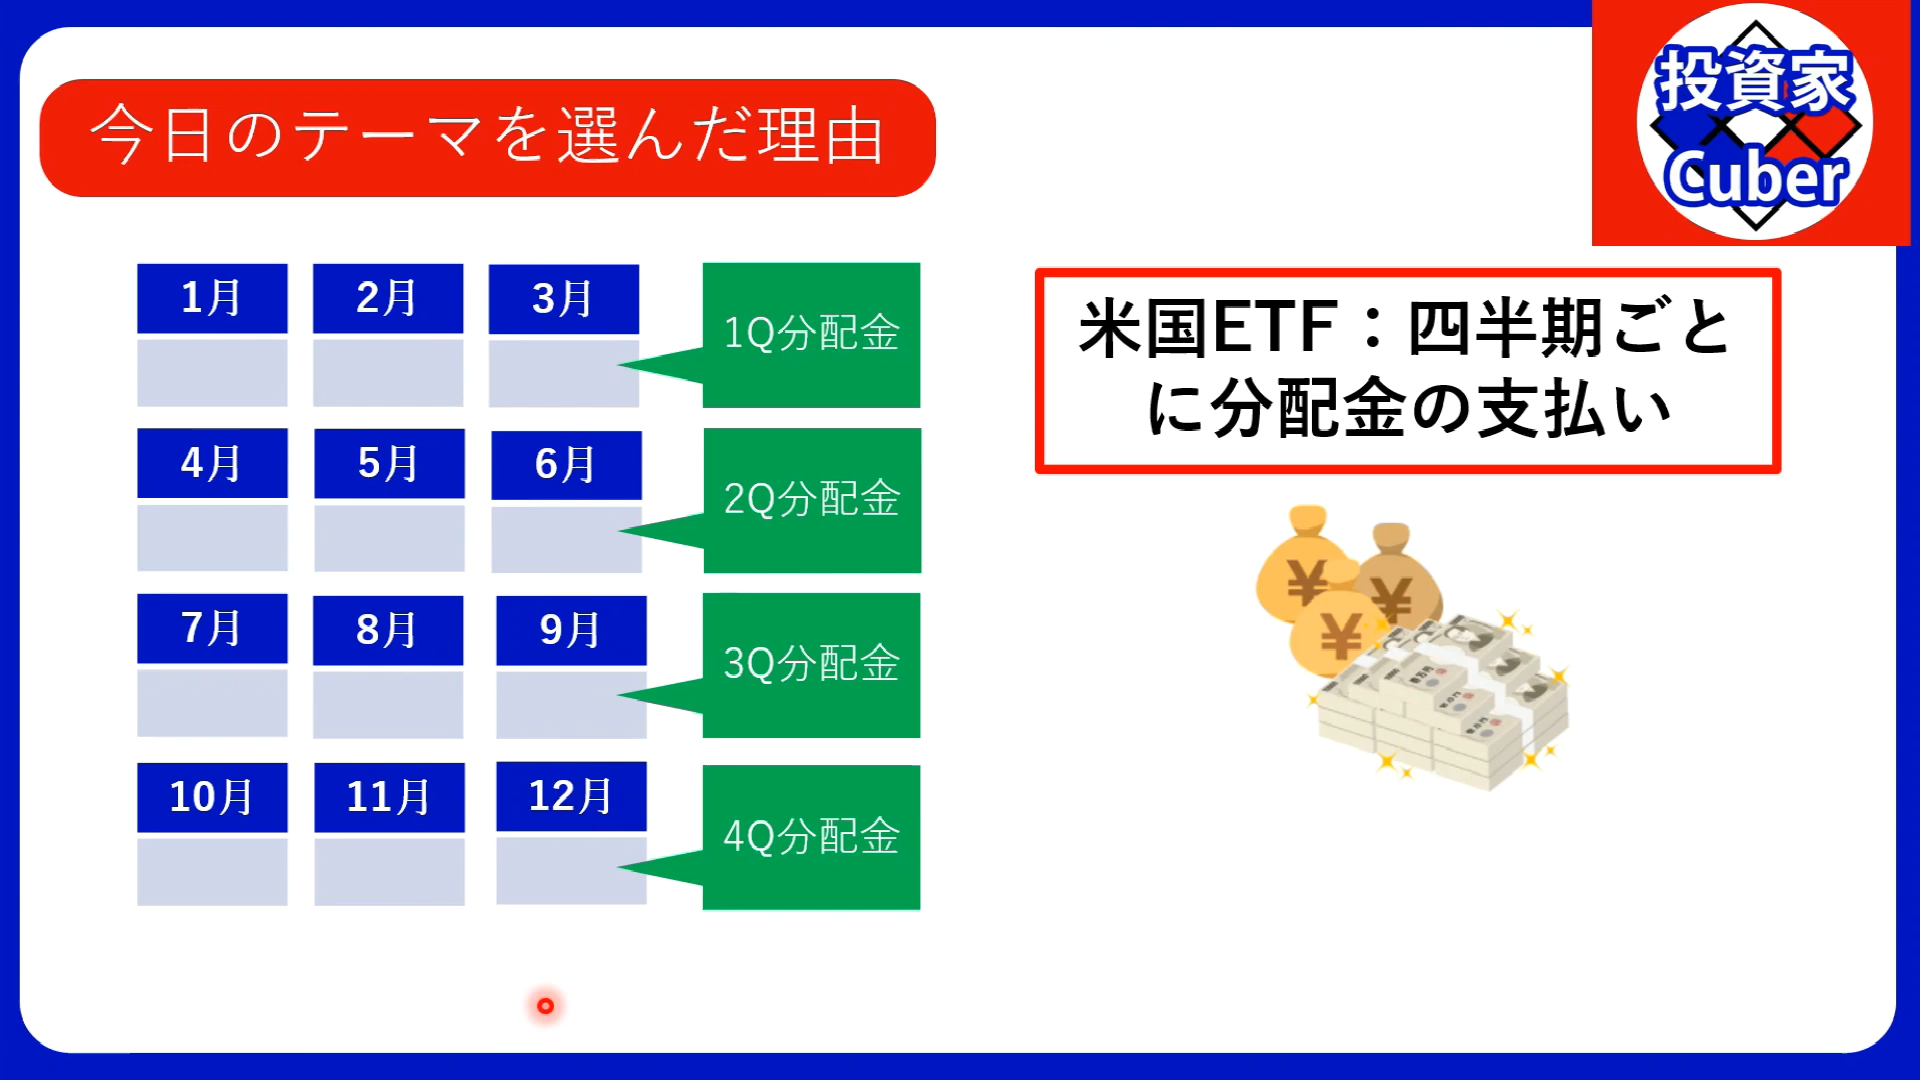 今日のテーマを選んだ理由
投資家
Cuber
1月 2月 3月
1Q分配金
4月 5月 6月
2Q分配金
7月 8月 9月
3Q分配金
10月 11月 12月
4Q分配金
米国ETF：四半期ごと
に分配金の支払い
¥
¥
¥